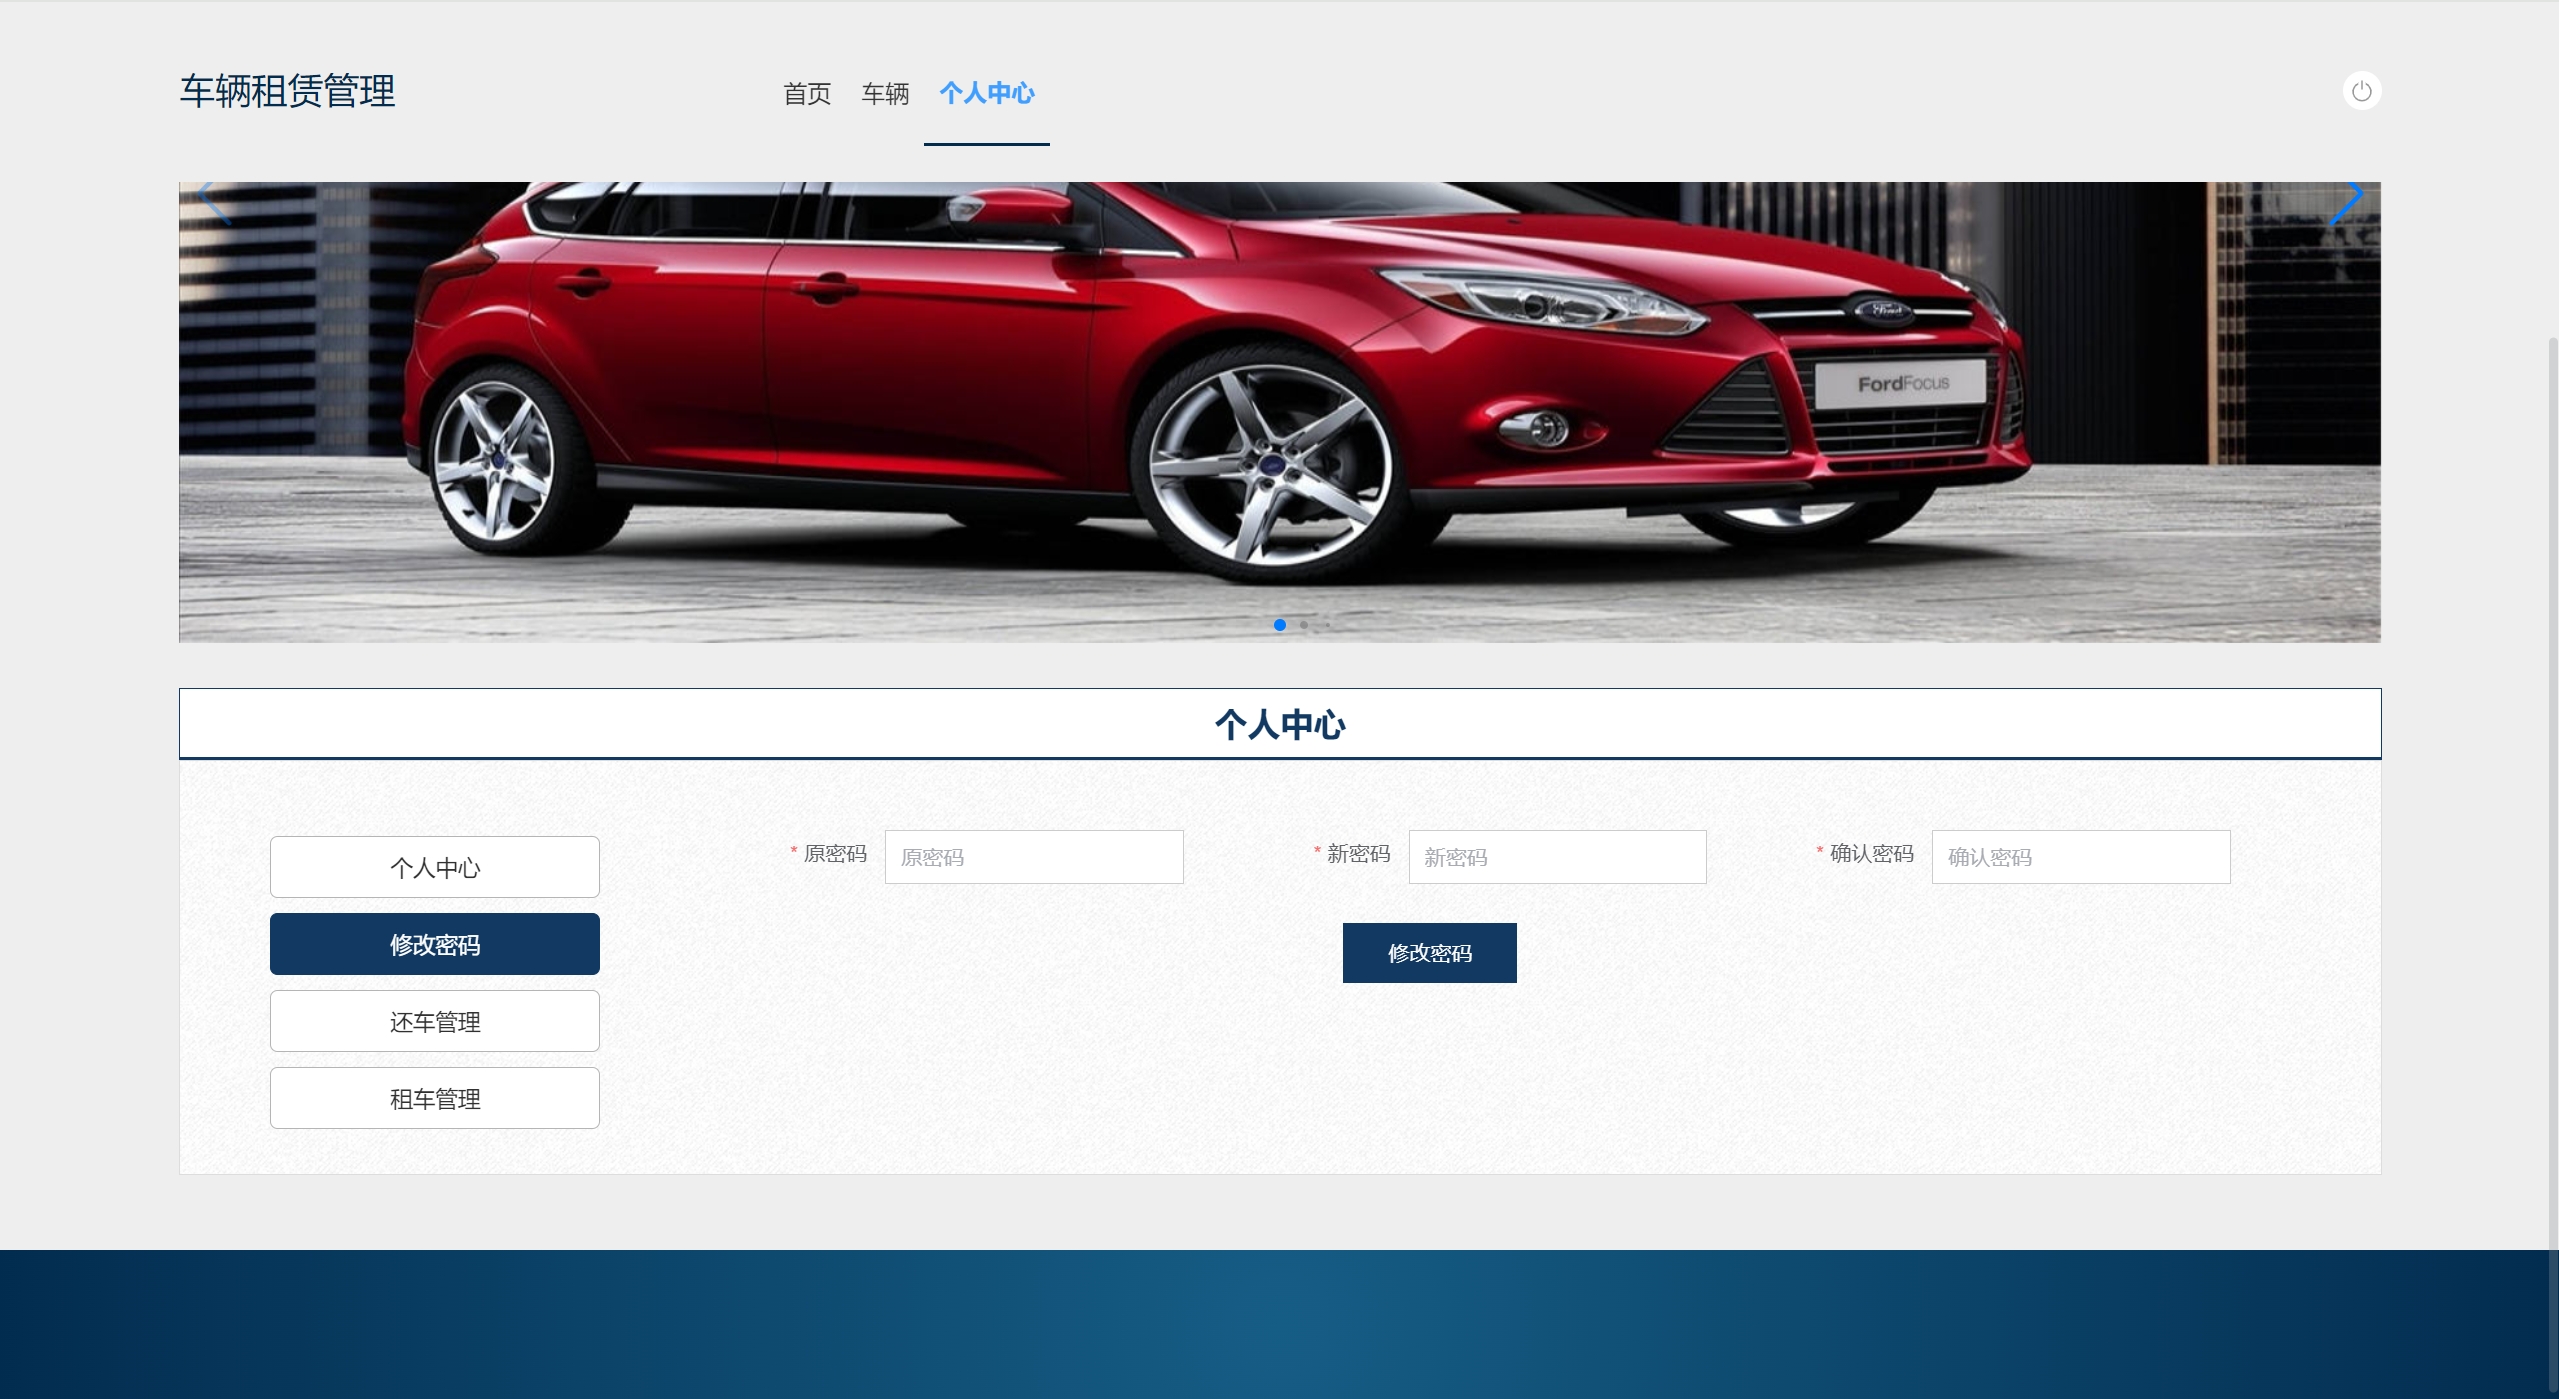 车辆租赁管理
首页 车辆 个人中心
Ford
FordFocus
个人中心
个人中心
修改密码
还车管理
租车管理
* 原密码 原密码
* 新密码 新密码
* 确认密码 确认密码
修改密码